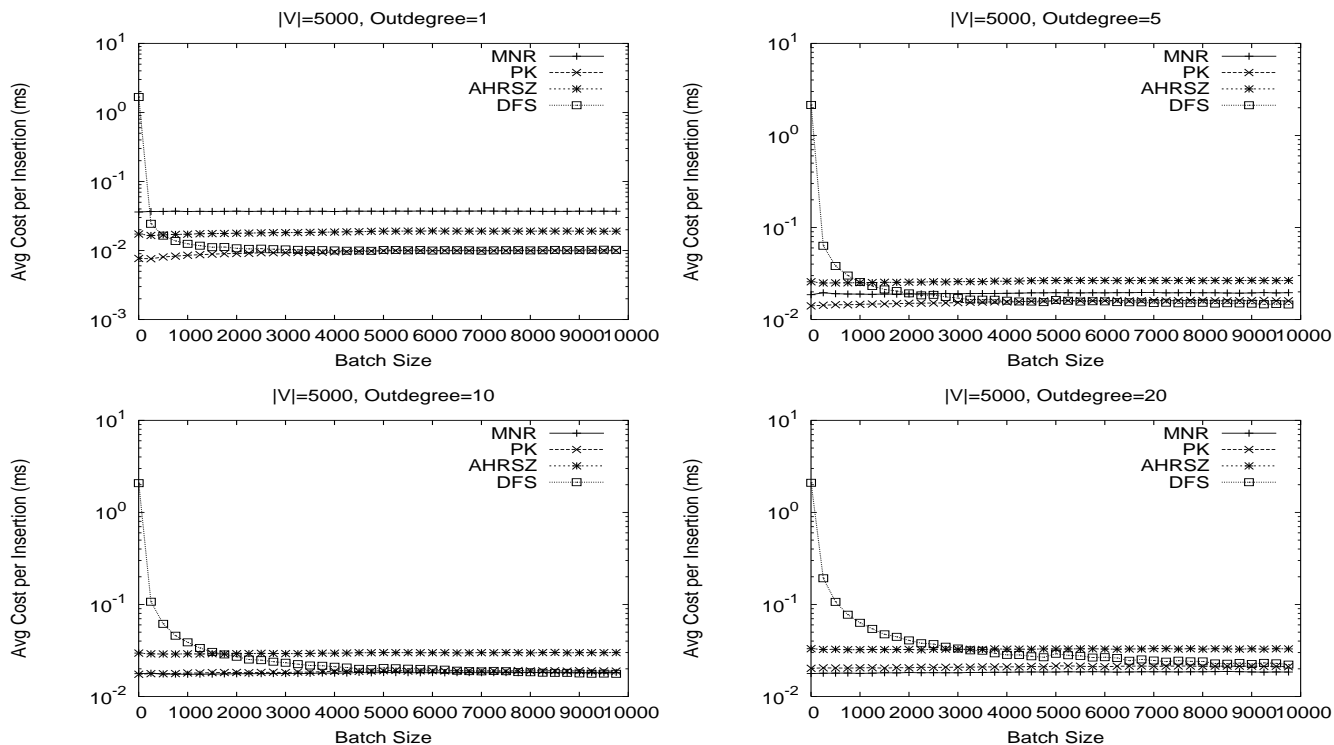 |V|=5000, Outdegree=1
Avg Cost per Insertion (ms)
10^1
10^0
10^-1
10^-2
10^-3
MNR
PK
AHRSZ
DFS
0 1000 2000 3000 4000 5000 6000 7000 8000 9000 10000
Batch Size
|V|=5000, Outdegree=5
Avg Cost per Insertion (ms)
10^1
10^0
10^-1
10^-2
MNR
PK
AHRSZ
DFS
0 1000 2000 3000 4000 5000 6000 7000 8000 9000 10000
Batch Size
|V|=5000, Outdegree=10
Avg Cost per Insertion (ms)
10^1
10^0
10^-1
10^-2
MNR
PK
AHRSZ
DFS
0 1000 2000 3000 4000 5000 6000 7000 8000 9000 10000
Batch Size
|V|=5000, Outdegree=20
Avg Cost per Insertion (ms)
10^1
10^0
10^-1
10^-2
MNR
PK
AHRSZ
DFS
0 1000 2000 3000 4000 5000 6000 7000 8000 9000 10000
Batch Size